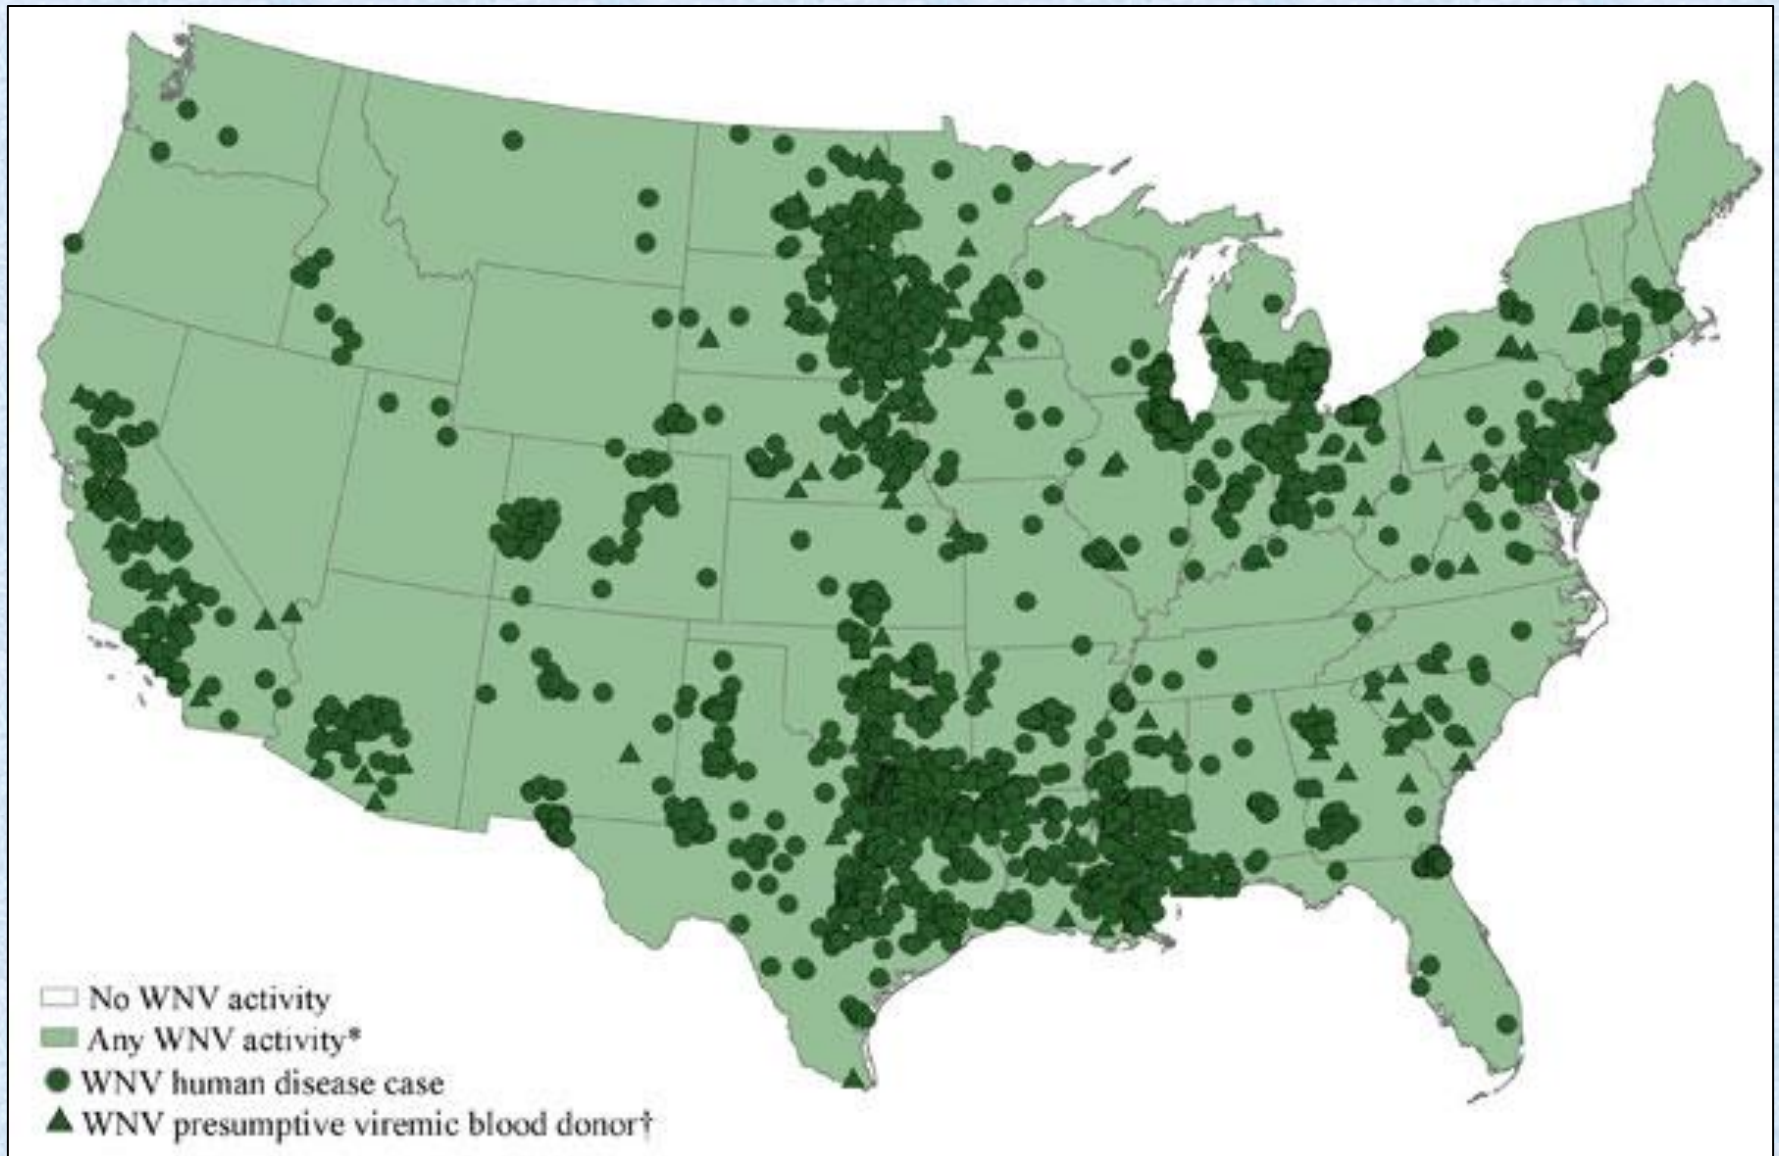 No WNV activity
Any WNV activity*
WNV human disease case
WNV presumptive viremic blood donor†